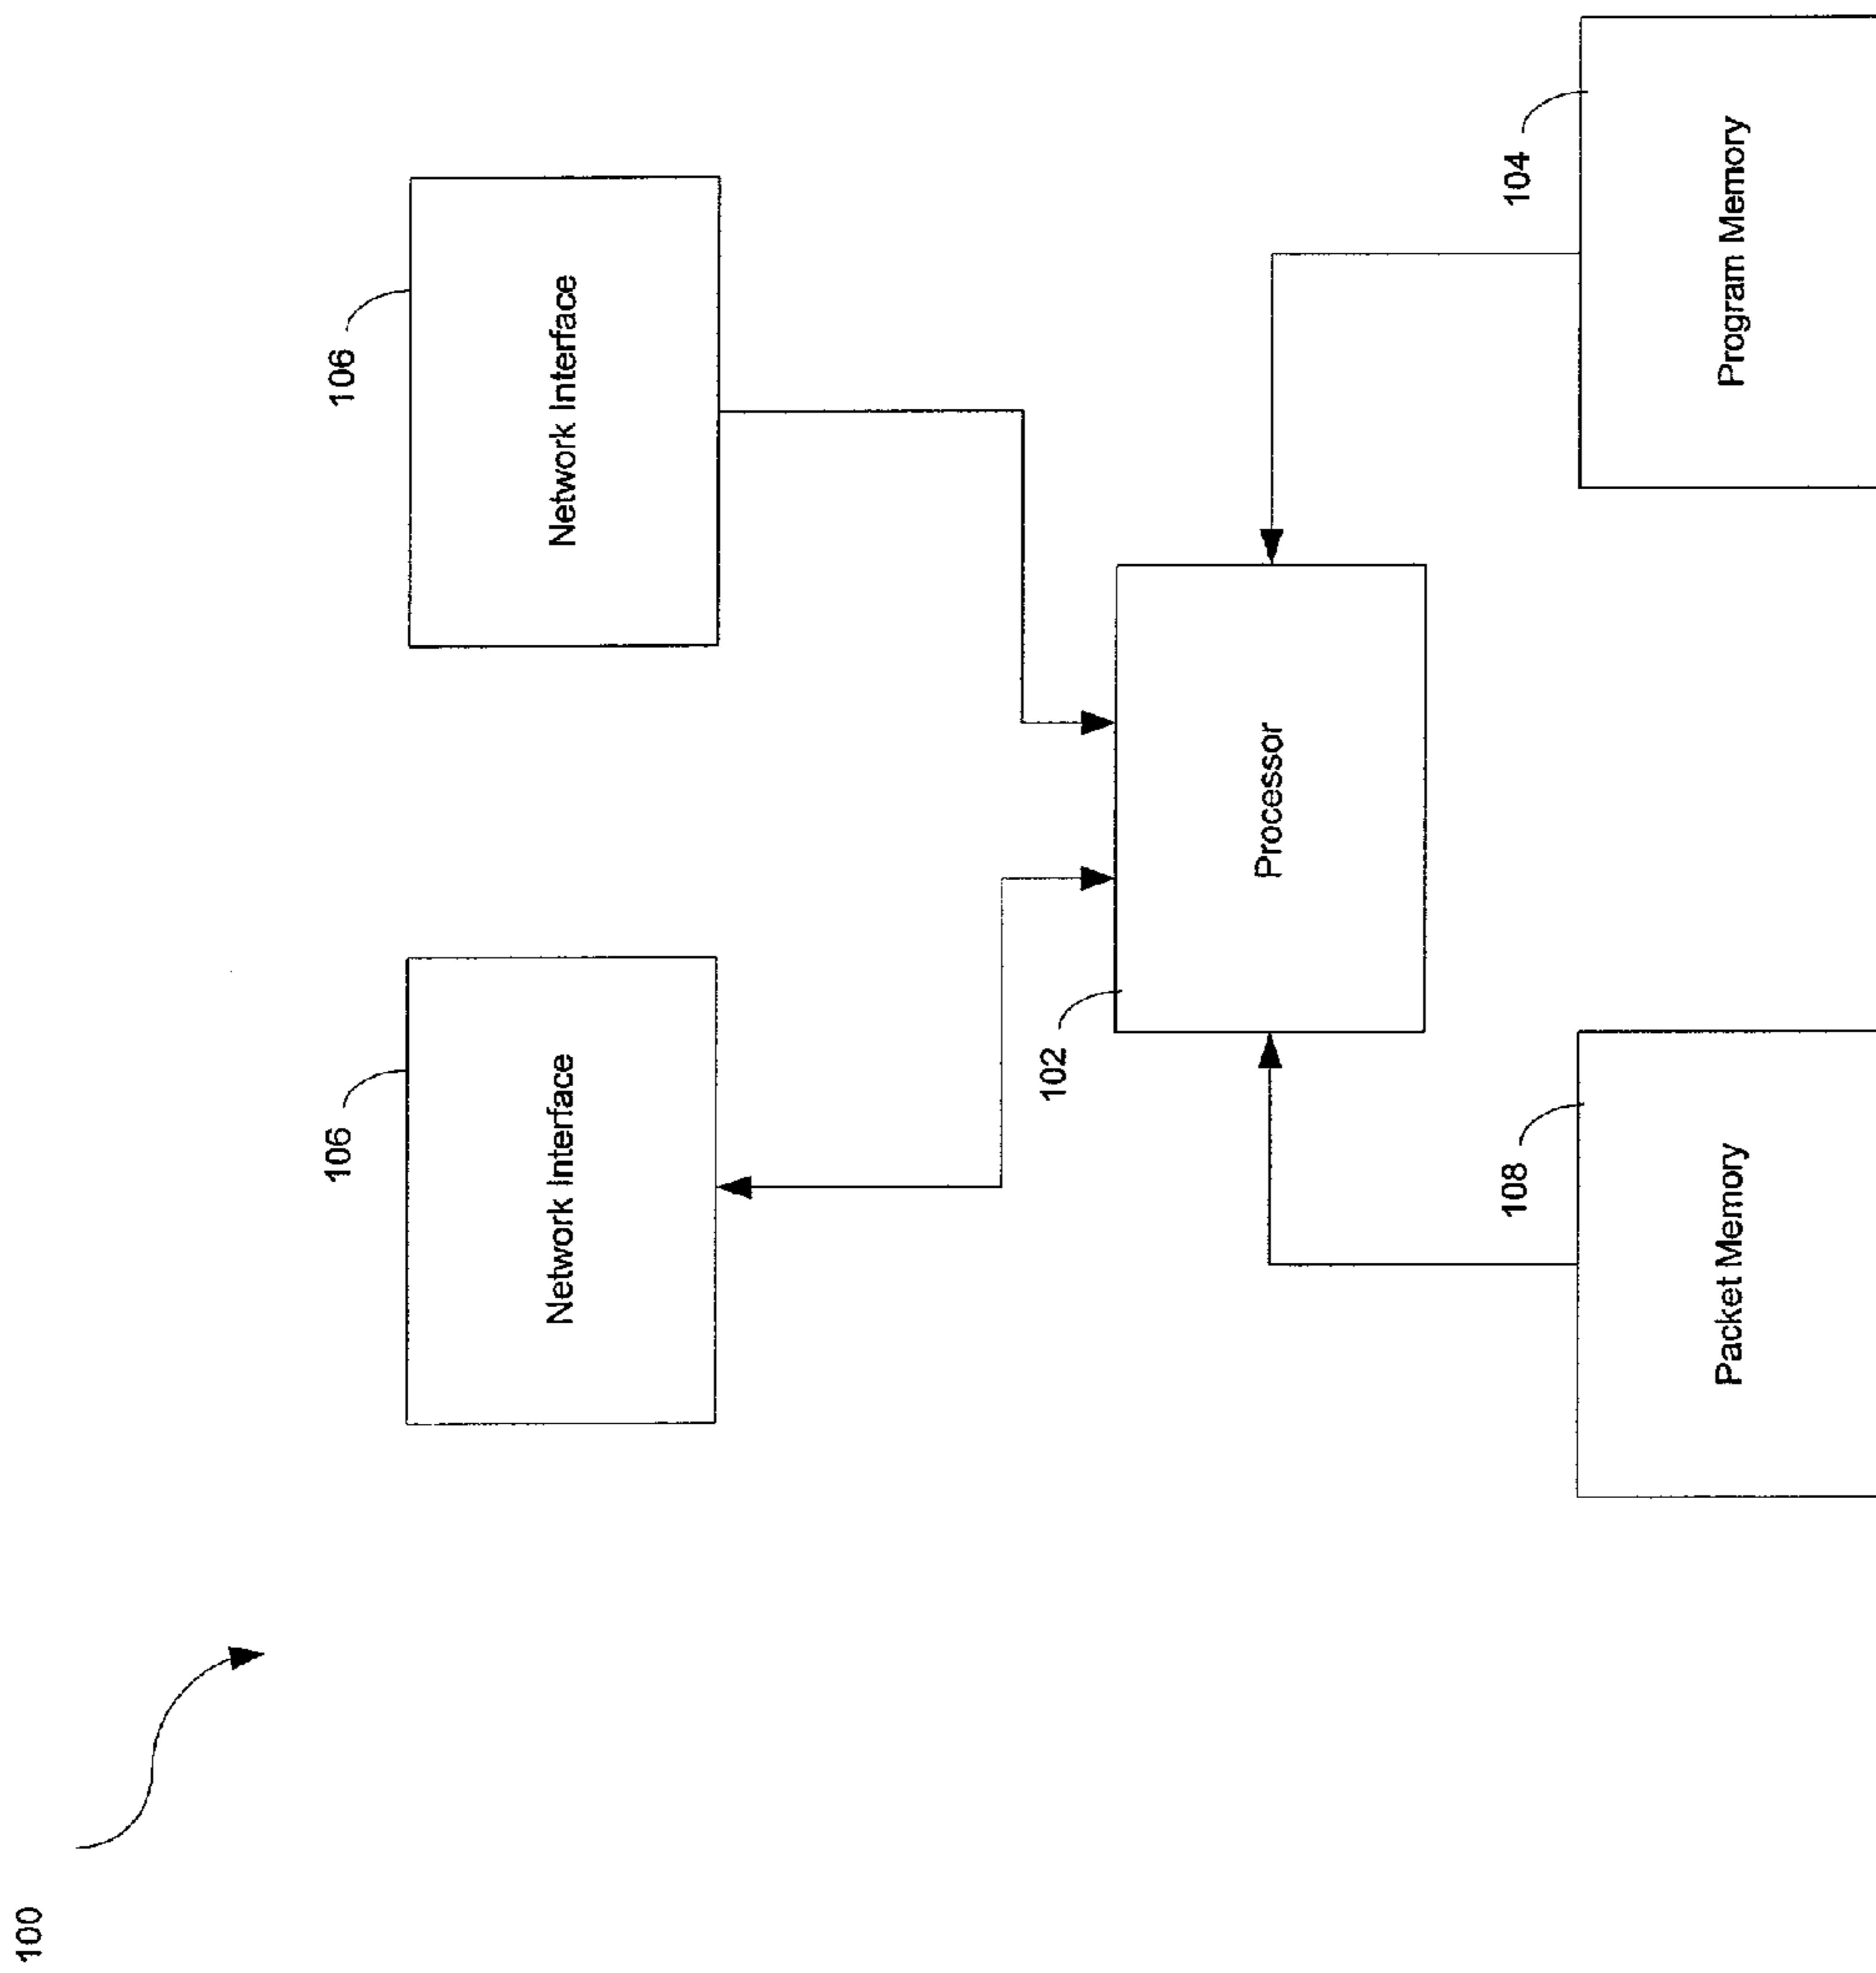 100
106
Network Interface
106
Network Interface
102
Processor
108
Packet Memory
104
Program Memory